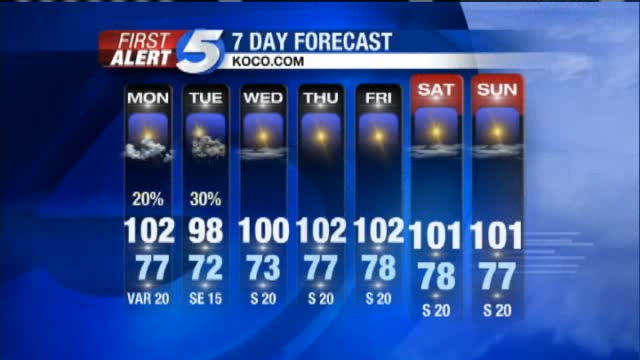 FIRST ALERT 5 7 DAY FORECAST
KOCO.COM
MON TUE WED THU FRI SAT SUN
20% 30%
102 98 100 102 102 101 101
77 72 73 77 78 78 77
VAR 20 SE 15 S 20 S 20 S 20 S 20 S 20